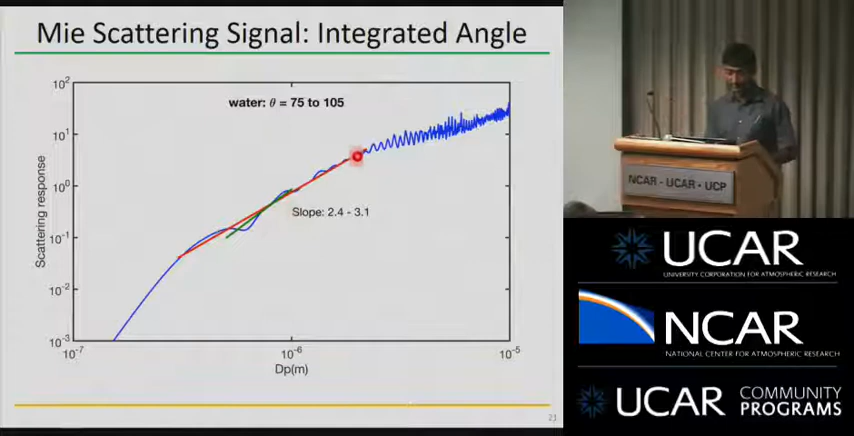 Mie Scattering Signal: Integrated Angle
water: θ = 75 to 105
Scattering response
10²
10¹
10⁰
10⁻¹
10⁻²
10⁻³
Slope: 2.4 - 3.1
10⁻⁷
10⁻⁶
10⁻⁵
Dp(m)
21
NCAR - UCAR - UCP
UCAR
UNIVERSITY CORPORATION FOR ATMOSPHERIC RESEARCH
NCAR
NATIONAL CENTER FOR ATMOSPHERIC RESEARCH
UCAR COMMUNITY
PROGRAMS